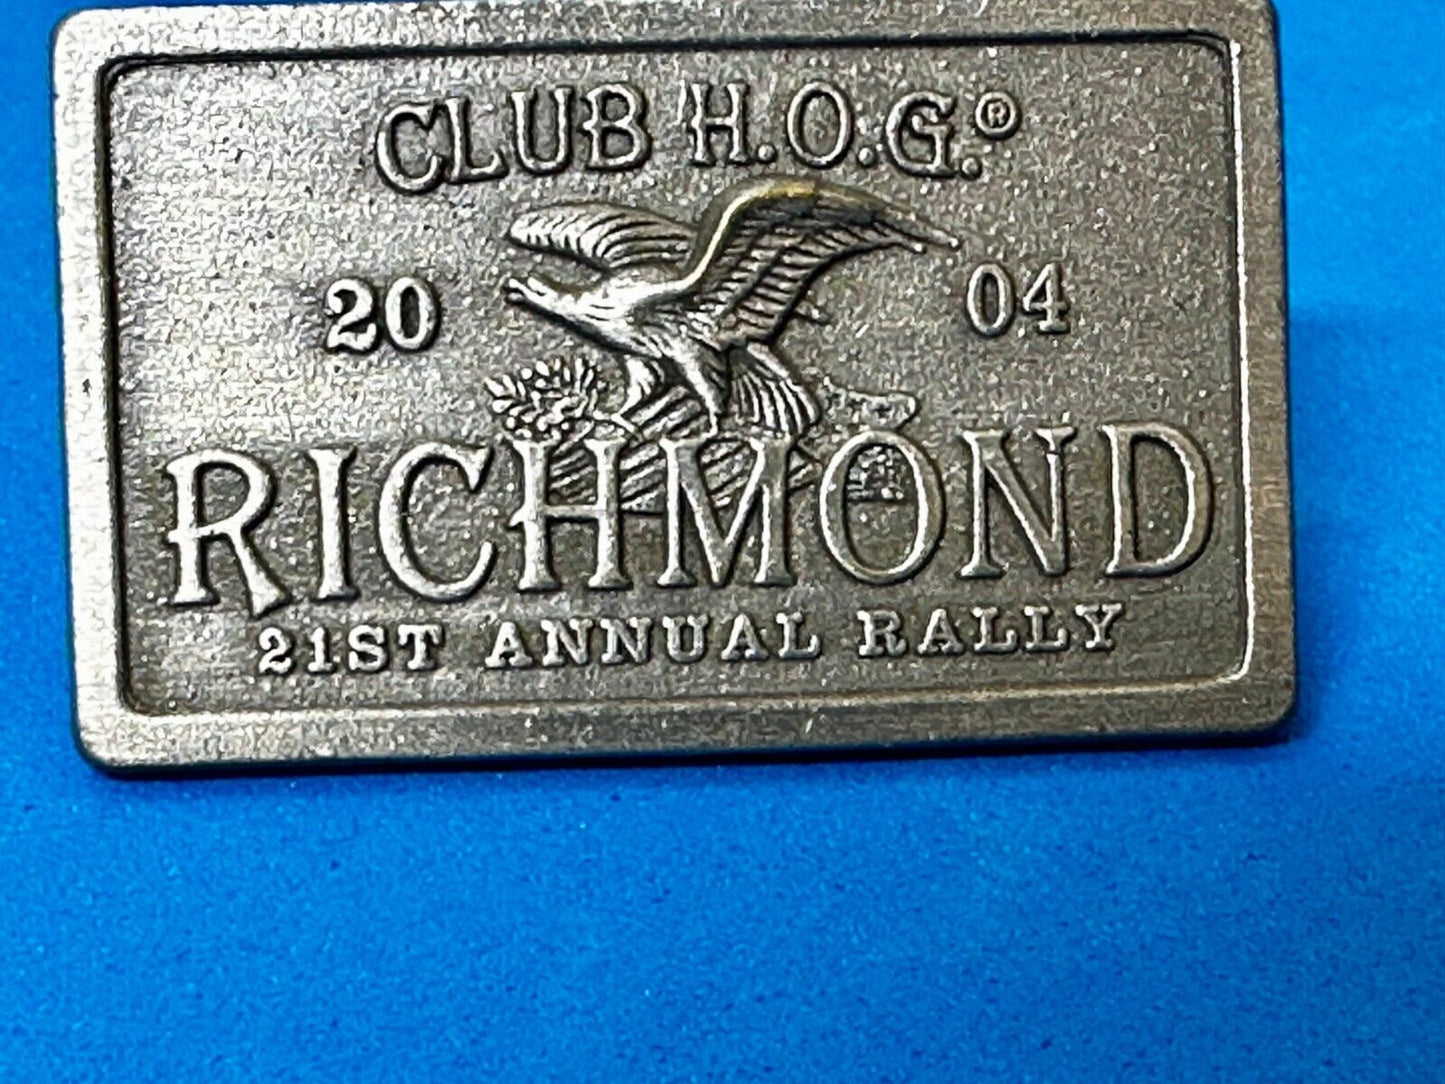 CLUB H.O.G.®
20 04
RICHMOND
21ST ANNUAL RALLY